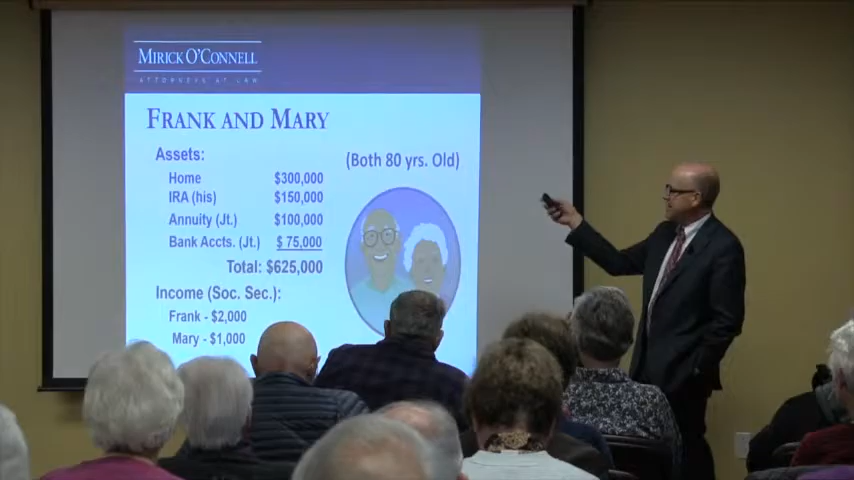 MIRICK O'CONNELL
ATTORNEYS AT LAW
FRANK AND MARY
Assets:
(Both 80 yrs. Old)
Home $300,000
IRA (his) $150,000
Annuity (Jt.) $100,000
Bank Accts. (Jt.) $ 75,000
Total: $625,000
Income (Soc. Sec.):
Frank - $2,000
Mary - $1,000